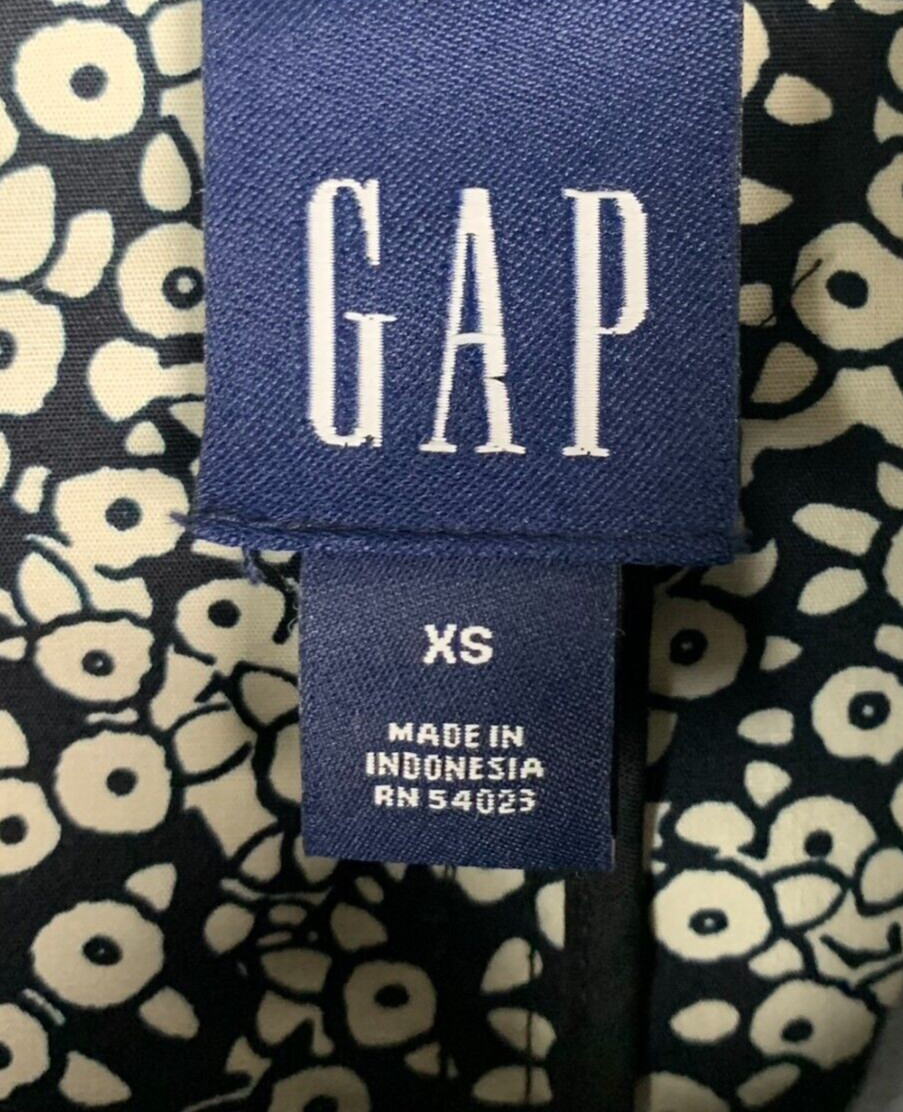 GAP
XS
MADE IN
INDONESIA
RN 54023